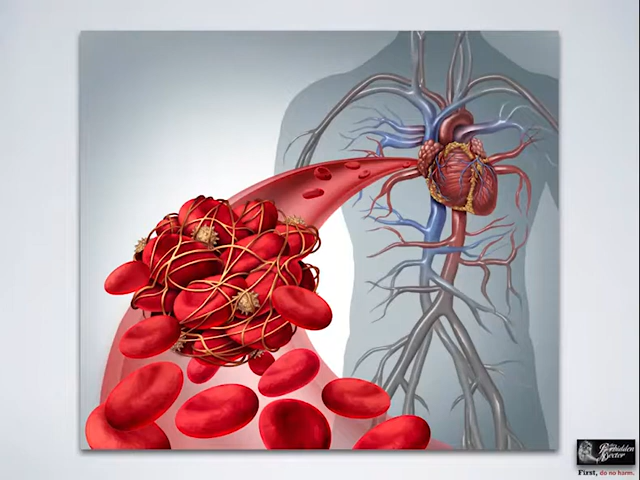 The
Forbidden
Doctor
First, do no harm.